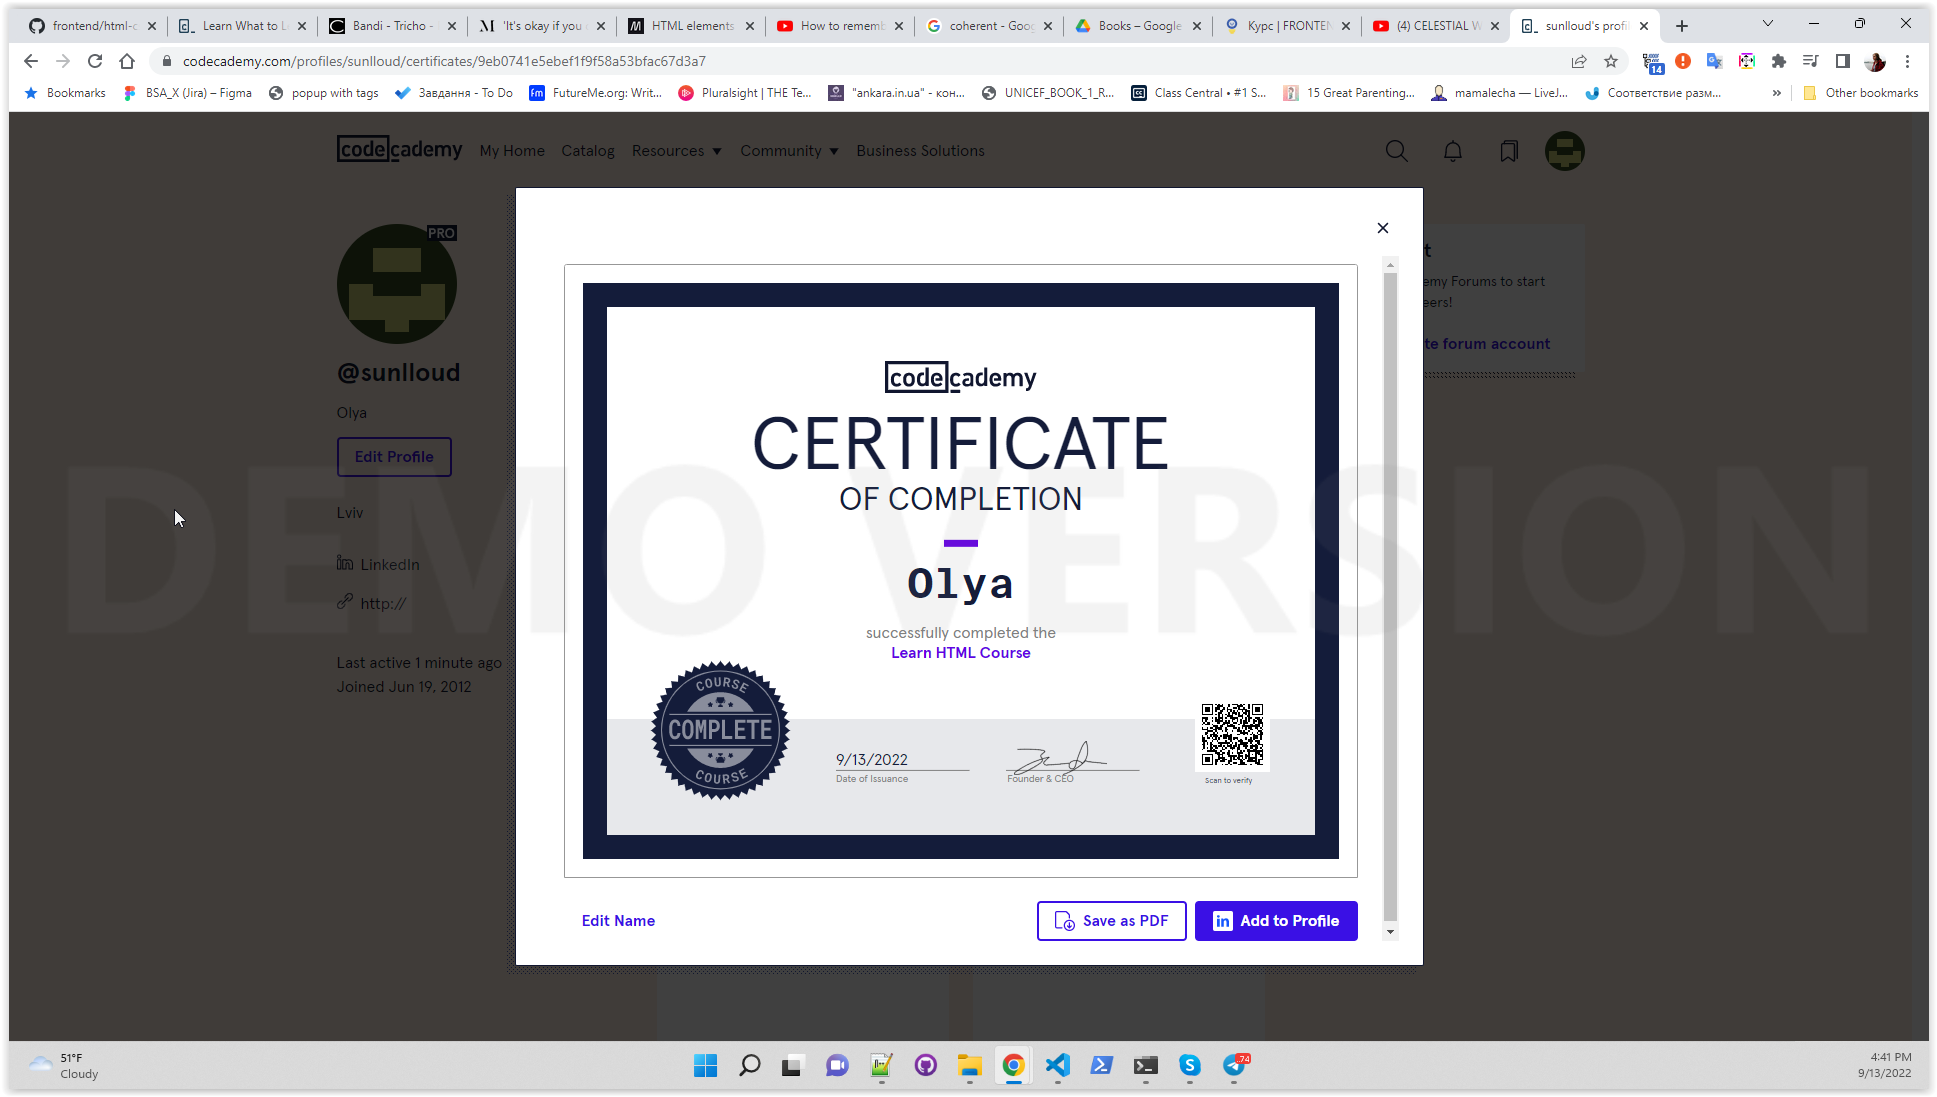 frontend/html-c
Learn What to L
Bandi - Tricho -
'It's okay if you
HTML elements
How to rememb
coherent - Goog
Books – Google
Курс | FRONTEN
(4) CELESTIAL W
sunlloud's profi
codecademy.com/profiles/sunlloud/certificates/9eb0741e5ebef1f9f58a53bfac67d3a7
14
Bookmarks
BSA_X (Jira) – Figma
popup with tags
Завдання - To Do
FutureMe.org: Writ...
Pluralsight | THE Te...
"ankara.in.ua" - кон...
UNICEF_BOOK_1_R...
Class Central • #1 S...
15 Great Parenting...
mamalecha — LiveJ...
Соответствие разм...
»
Other bookmarks
codecademy
My Home
Catalog
Resources
Community
Business Solutions
PRO
@sunlloud
Olya
Edit Profile
Lviv
LinkedIn
http://
Last active 1 minute ago
Joined Jun 19, 2012
t
emy Forums to start
eers!
te forum account
codecademy
CERTIFICATE
OF COMPLETION
Olya
successfully completed the
Learn HTML Course
COURSE
COMPLETE
COURSE
9/13/2022
Date of Issuance
Founder & CEO
Scan to verify
Edit Name
Save as PDF
Add to Profile
DEMO VERSION
51°F
Cloudy
74
4:41 PM
9/13/2022